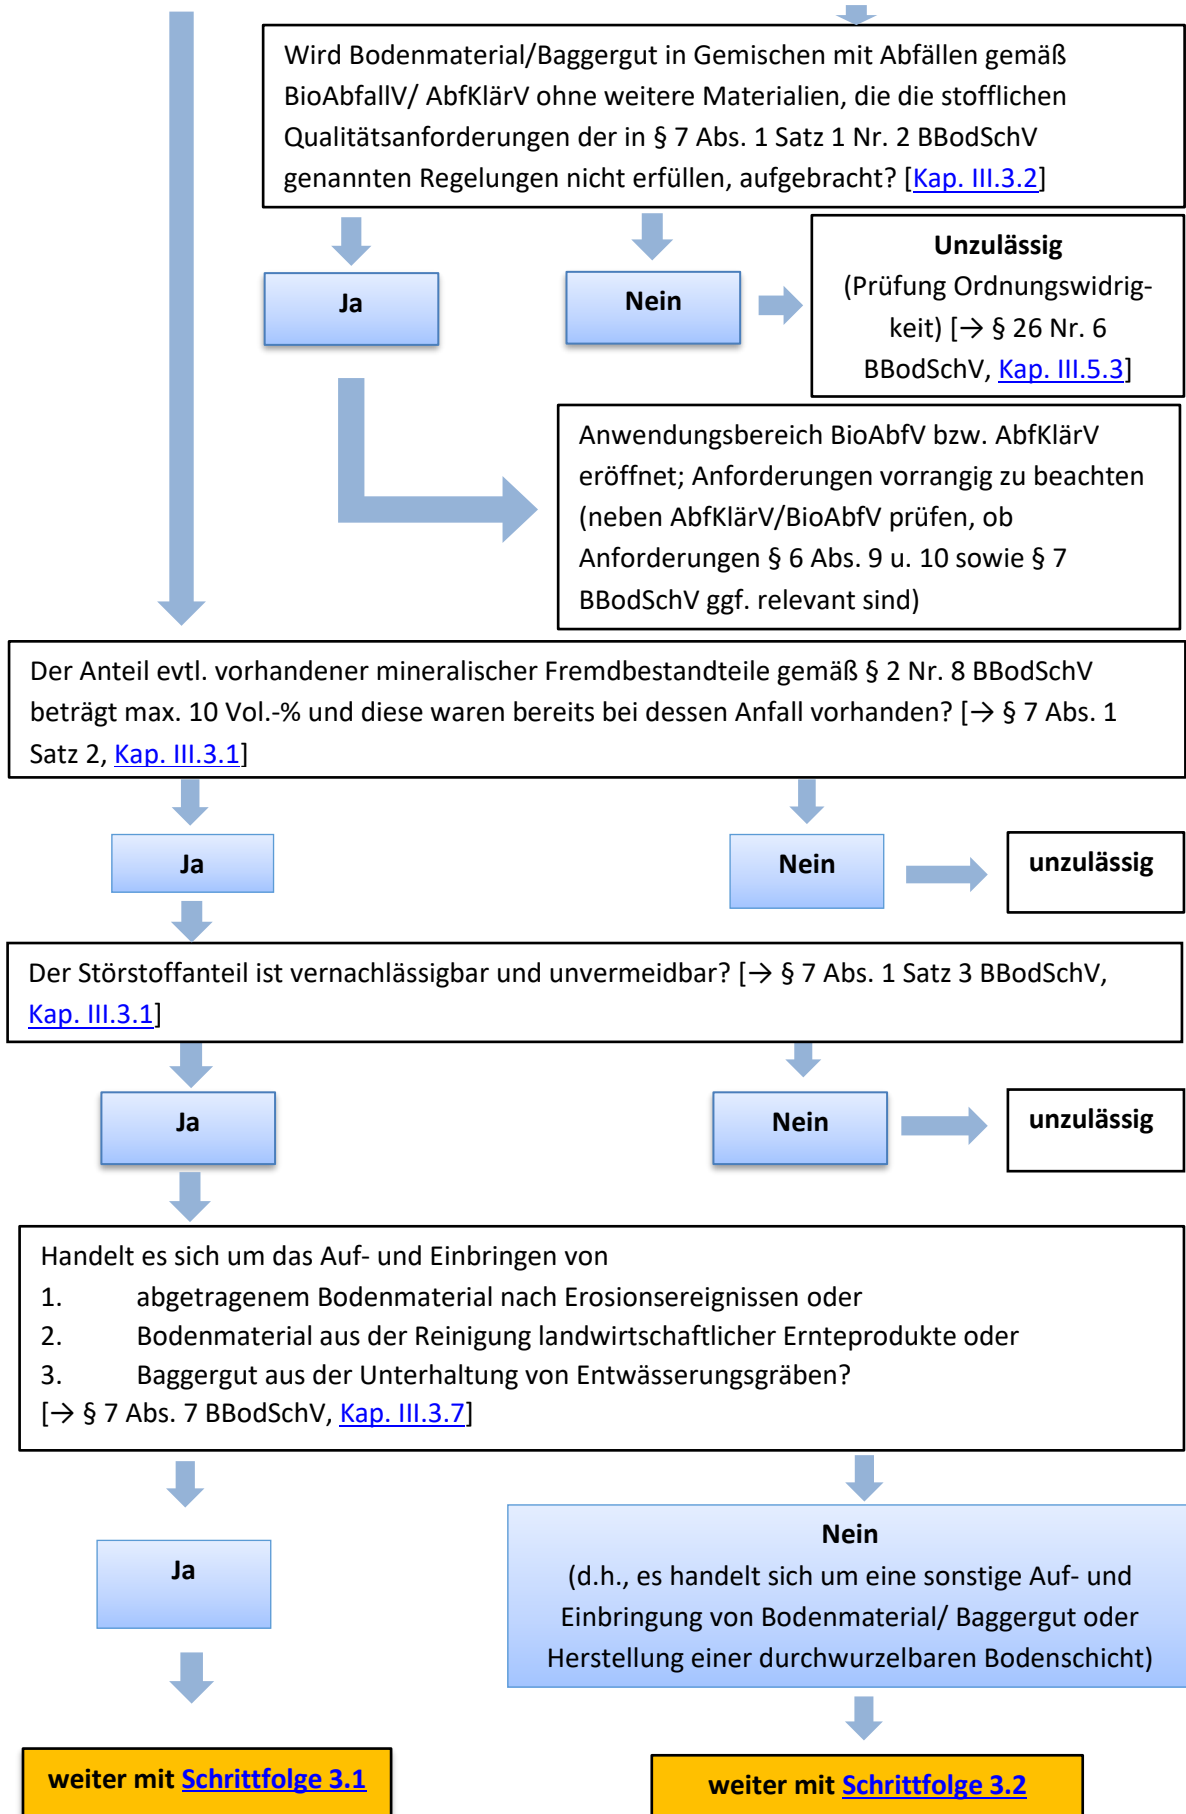 Wird Bodenmaterial/Baggergut in Gemischen mit Abfällen gemäß
BioAbfallV/ AbfKlärV ohne weitere Materialien, die die stofflichen
Qualitätsanforderungen der in § 7 Abs. 1 Satz 1 Nr. 2 BBodSchV
genannten Regelungen nicht erfüllen, aufgebracht? [Kap. III.3.2]
Ja
Nein
Unzulässig
(Prüfung Ordnungswidrig-
keit) [→ § 26 Nr. 6
BBodSchV, Kap. III.5.3]
Anwendungsbereich BioAbfV bzw. AbfKlärV
eröffnet; Anforderungen vorrangig zu beachten
(neben AbfKlärV/BioAbfV prüfen, ob
Anforderungen § 6 Abs. 9 u. 10 sowie § 7
BBodSchV ggf. relevant sind)
Der Anteil evtl. vorhandener mineralischer Fremdbestandteile gemäß § 2 Nr. 8 BBodSchV
beträgt max. 10 Vol.-% und diese waren bereits bei dessen Anfall vorhanden? [→ § 7 Abs. 1
Satz 2, Kap. III.3.1]
Ja
Nein
unzulässig
Der Störstoffanteil ist vernachlässigbar und unvermeidbar? [→ § 7 Abs. 1 Satz 3 BBodSchV,
Kap. III.3.1]
Ja
Nein
unzulässig
Handelt es sich um das Auf- und Einbringen von
1. abgetragenem Bodenmaterial nach Erosionsereignissen oder
2. Bodenmaterial aus der Reinigung landwirtschaftlicher Ernteprodukte oder
3. Baggergut aus der Unterhaltung von Entwässerungsgräben?
[→ § 7 Abs. 7 BBodSchV, Kap. III.3.7]
Ja
Nein
(d.h., es handelt sich um eine sonstige Auf- und
Einbringung von Bodenmaterial/ Baggergut oder
Herstellung einer durchwurzelbaren Bodenschicht)
weiter mit Schrittfolge 3.1
weiter mit Schrittfolge 3.2